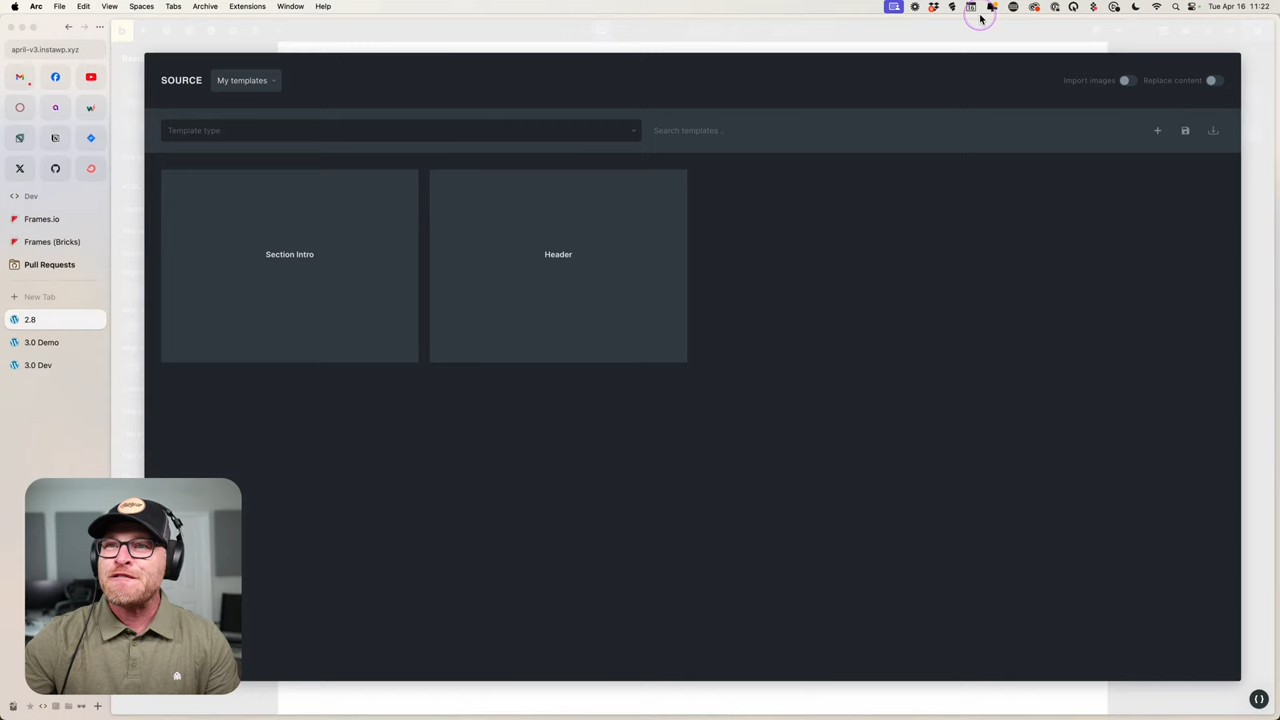 Arc File Edit View Spaces Tabs Archive Extensions Window Help
Tue Apr 16 11:22
april-v3.instawp.xyz
SOURCE
My templates
Import images
Replace content
Template type
Search templates ..
Section Intro
Header
Dev
Frames.io
Frames (Bricks)
Pull Requests
New Tab
2.8
3.0 Demo
3.0 Dev